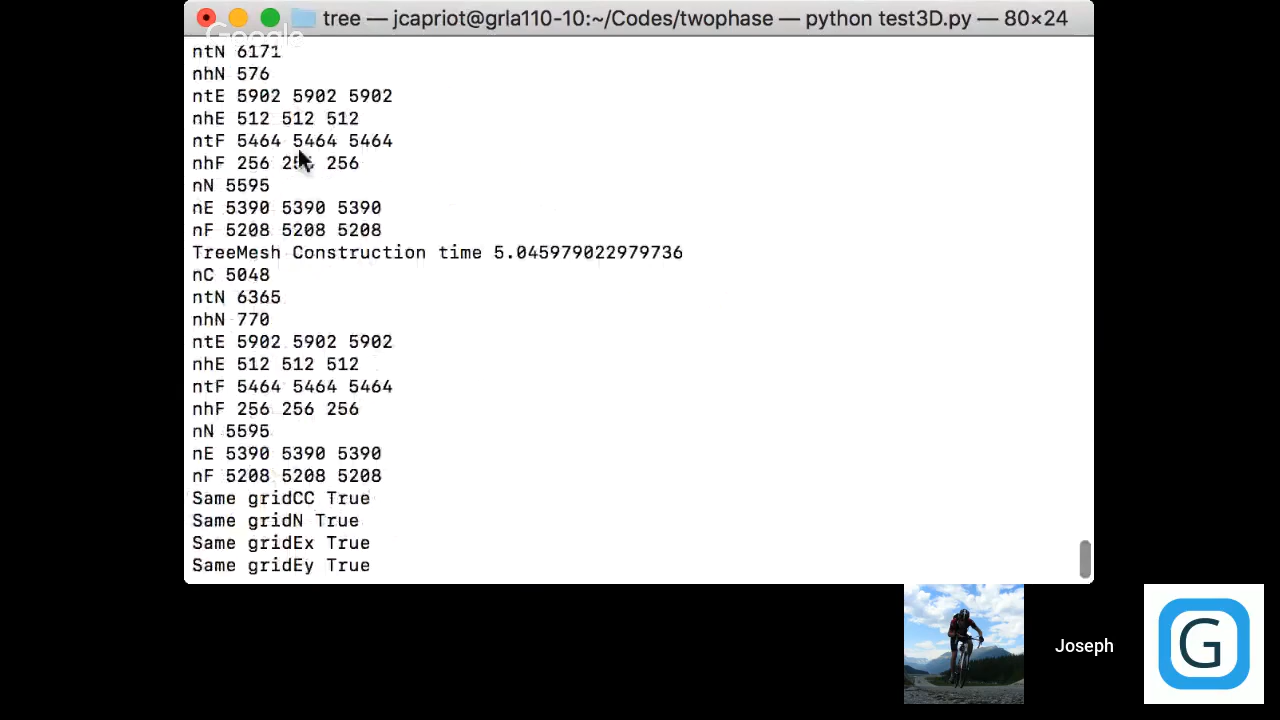 tree — jcapriot@grla110-10:~/Codes/twophase — python test3D.py — 80×24
Google
ntN 6171
nhN 576
ntE 5902 5902 5902
nhE 512 512 512
ntF 5464 5464 5464
nhF 256 256 256
nN 5595
nE 5390 5390 5390
nF 5208 5208 5208
TreeMesh Construction time 5.045979022979736
nC 5048
ntN 6365
nhN 770
ntE 5902 5902 5902
nhE 512 512 512
ntF 5464 5464 5464
nhF 256 256 256
nN 5595
nE 5390 5390 5390
nF 5208 5208 5208
Same gridCC True
Same gridN True
Same gridEx True
Same gridEy True
Joseph
G